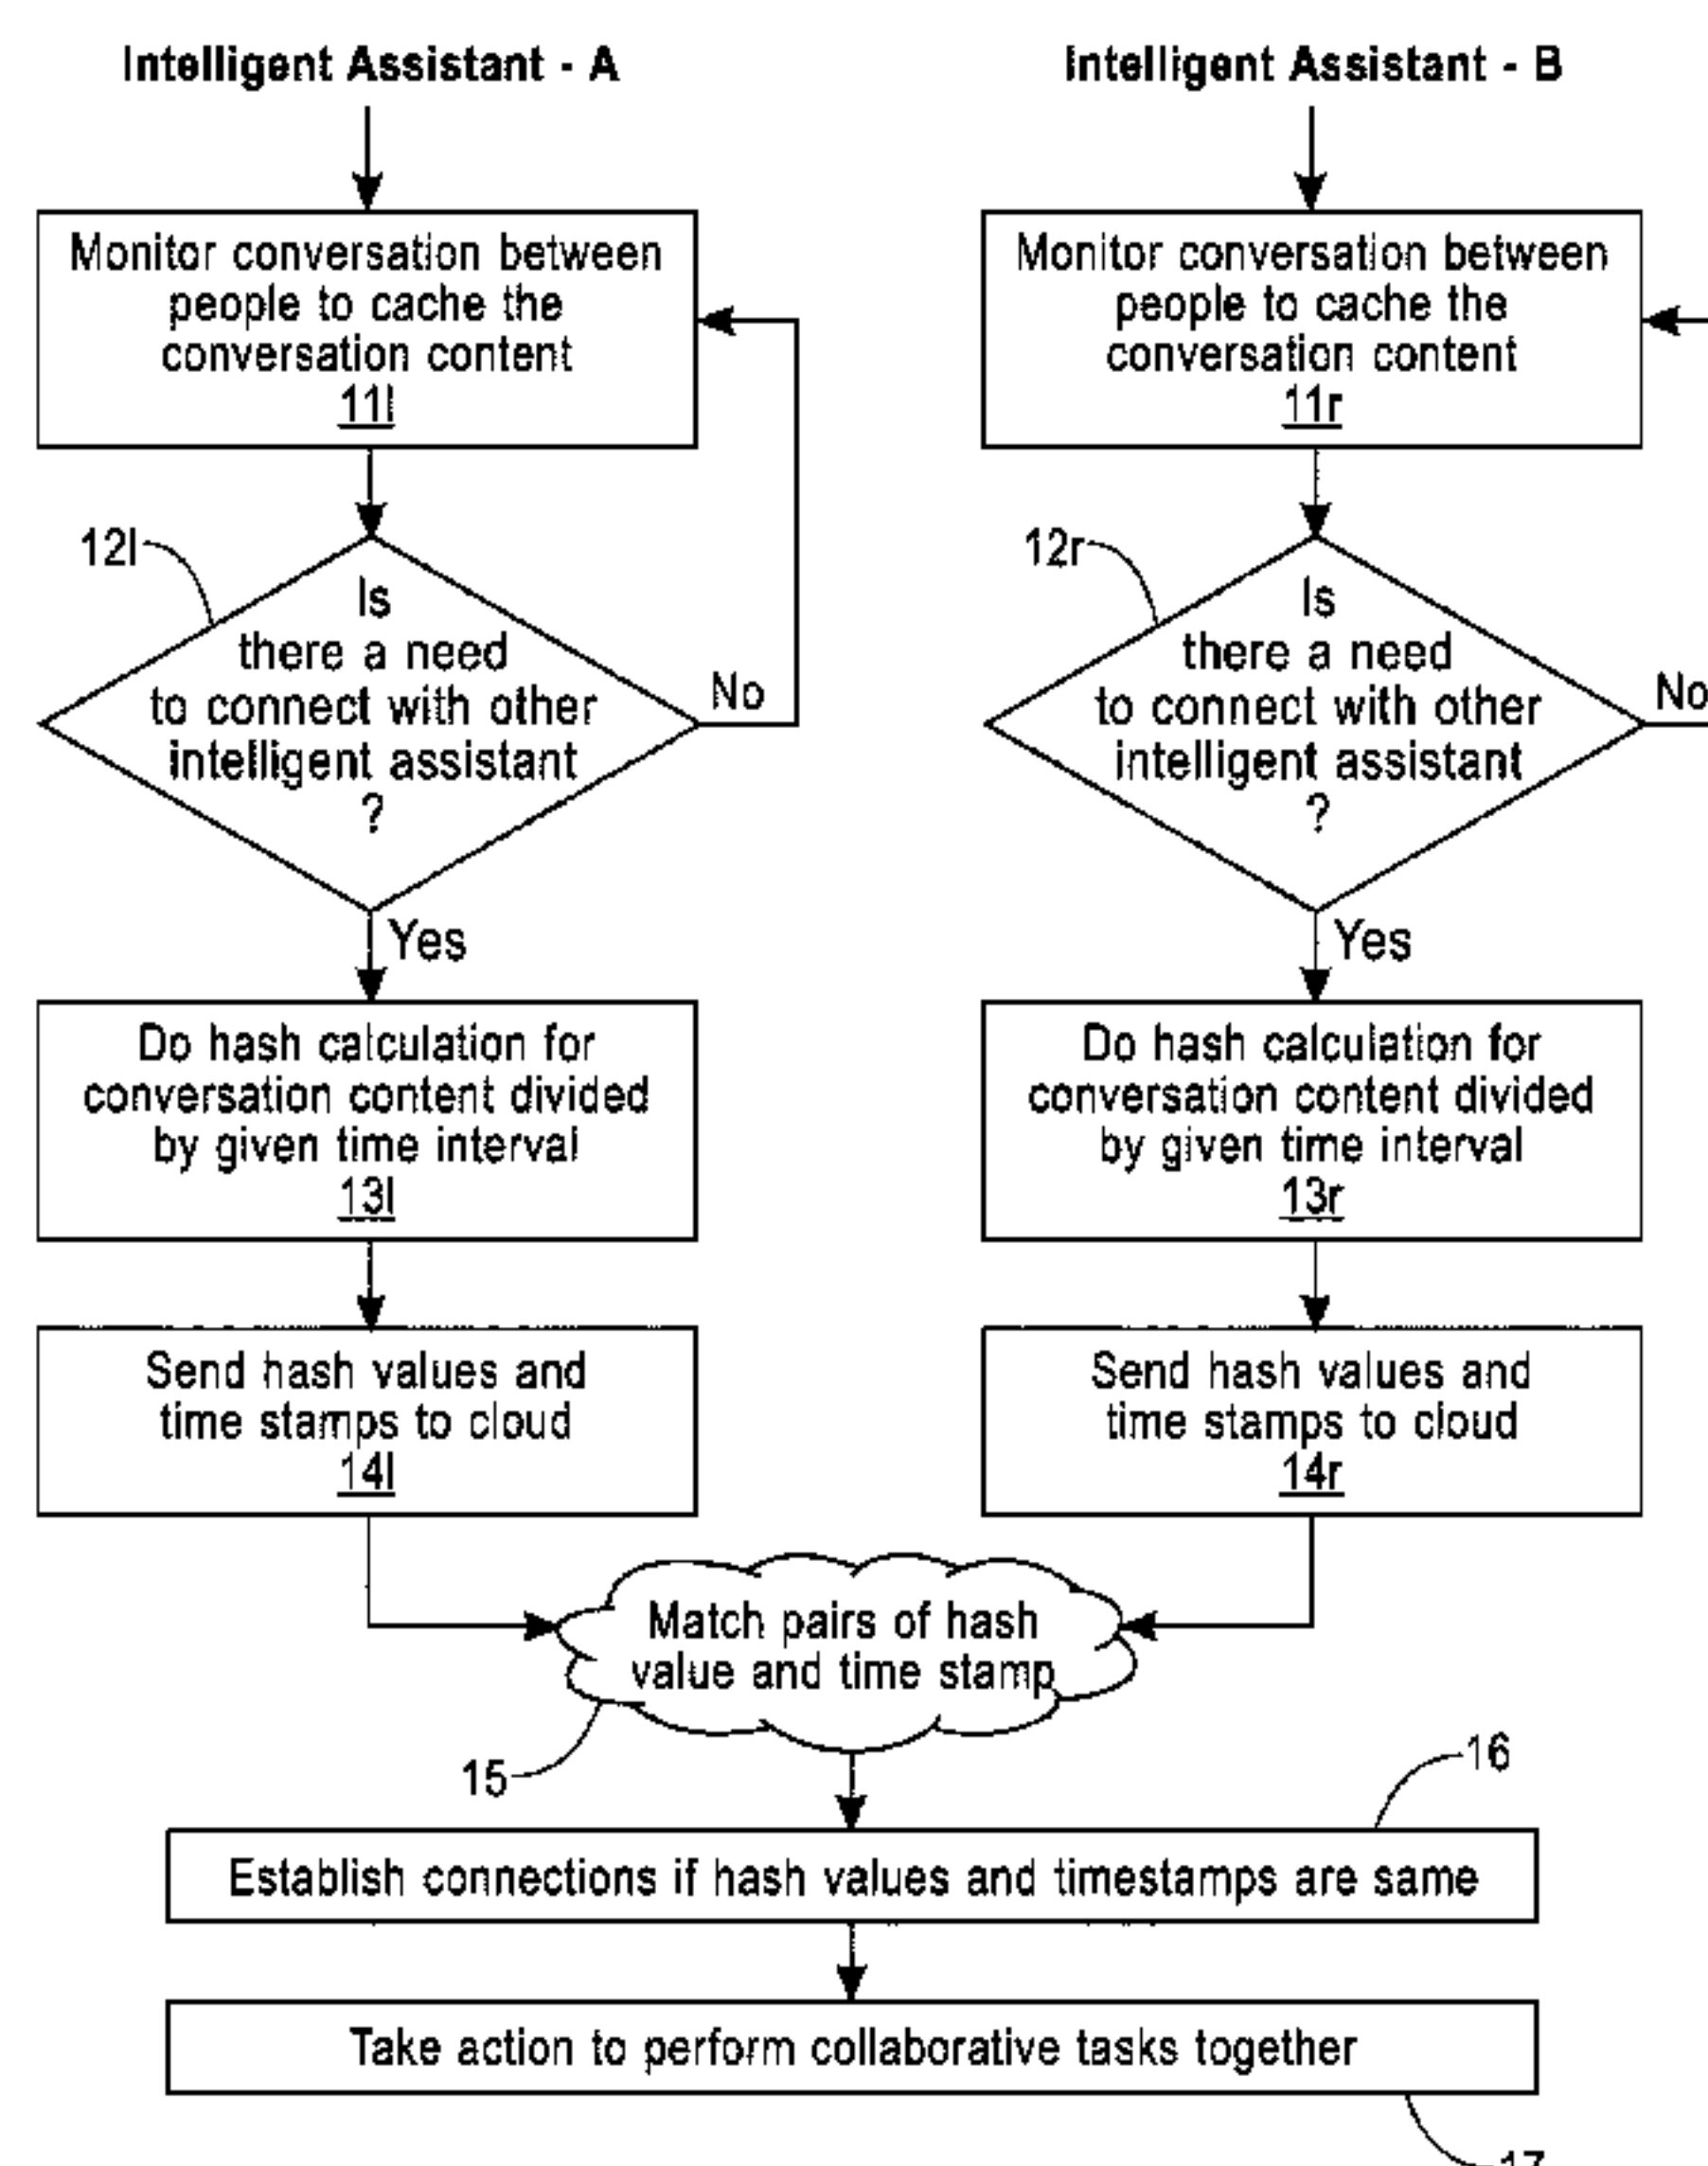 Intelligent Assistant - A
Monitor conversation between
people to cache the
conversation content
11l
12l
Is
there a need
to connect with other
intelligent assistant
?
No
Yes
Do hash calculation for
conversation content divided
by given time interval
13l
Send hash values and
time stamps to cloud
14l
Intelligent Assistant - B
Monitor conversation between
people to cache the
conversation content
11r
12r
Is
there a need
to connect with other
intelligent assistant
?
No
Yes
Do hash calculation for
conversation content divided
by given time interval
13r
Send hash values and
time stamps to cloud
14r
Match pairs of hash
value and time stamp
15
16
Establish connections if hash values and timestamps are same
Take action to perform collaborative tasks together
17